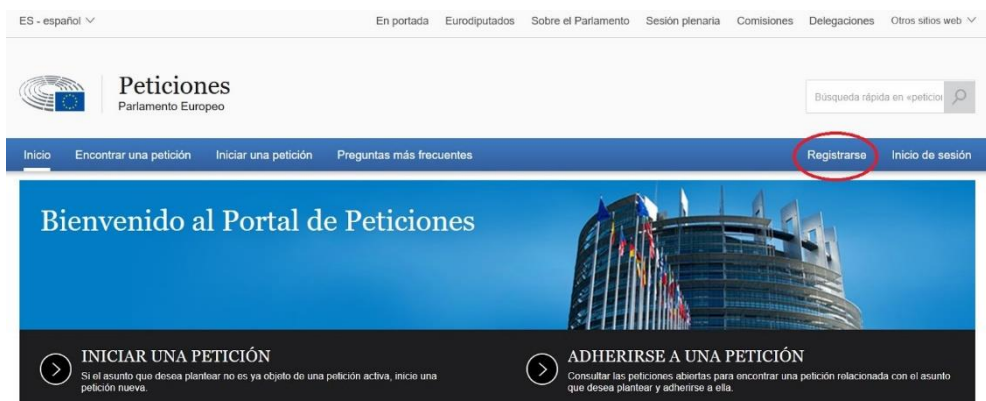 ES - español
En portada Eurodiputados Sobre el Parlamento Sesión plenaria Comisiones Delegaciones Otros sitios web
Peticiones
Parlamento Europeo
Búsqueda rápida en «peticion
Inicio Encontrar una petición Iniciar una petición Preguntas más frecuentes Registrarse Inicio de sesión
Bienvenido al Portal de Peticiones
INICIAR UNA PETICIÓN
Si el asunto que desea plantear no es ya objeto de una petición activa, inicie una
petición nueva.
ADHERIRSE A UNA PETICIÓN
Consultar las peticiones abiertas para encontrar una petición relacionada con el asunto
que desea plantear y adherirse a ella.